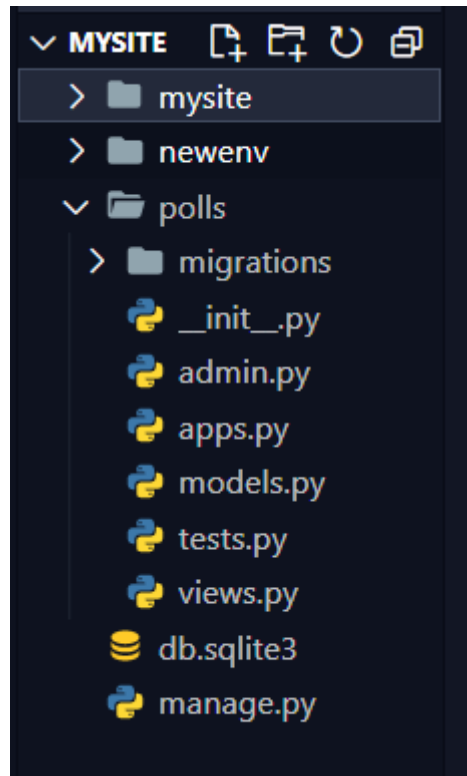 MYSITE
mysite
newenv
polls
migrations
__init__.py
admin.py
apps.py
models.py
tests.py
views.py
db.sqlite3
manage.py